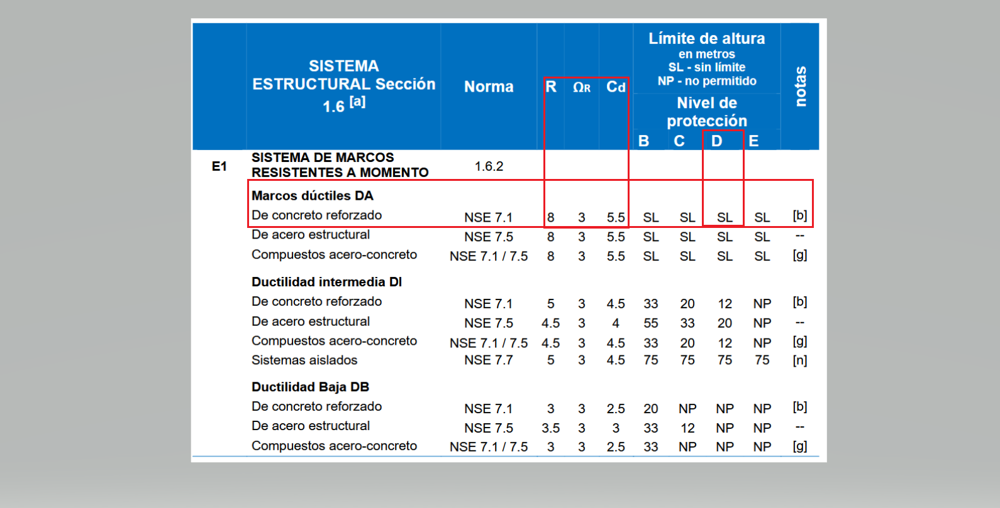 SISTEMA
ESTRUCTURAL Sección
1.6 [a]
Norma
R ΩR Cd
Límite de altura
en metros
SL - sin límite
NP - no permitido
Nivel de
protección
B C D E
notas
E1 SISTEMA DE MARCOS
RESISTENTES A MOMENTO 1.6.2
Marcos dúctiles DA
De concreto reforzado NSE 7.1 8 3 5.5 SL SL SL SL [b]
De acero estructural NSE 7.5 8 3 5.5 SL SL SL SL --
Compuestos acero-concreto NSE 7.1 / 7.5 8 3 5.5 SL SL SL SL [g]
Ductilidad intermedia DI
De concreto reforzado NSE 7.1 5 3 4.5 33 20 12 NP [b]
De acero estructural NSE 7.5 4.5 3 4 55 33 20 NP --
Compuestos acero-concreto NSE 7.1 / 7.5 4.5 3 4.5 33 20 12 NP [g]
Sistemas aislados NSE 7.7 5 3 4.5 75 75 75 75 [n]
Ductilidad Baja DB
De concreto reforzado NSE 7.1 3 3 2.5 20 NP NP NP [b]
De acero estructural NSE 7.5 3.5 3 3 33 12 NP NP --
Compuestos acero-concreto NSE 7.1 / 7.5 3 3 2.5 33 NP NP NP [g]